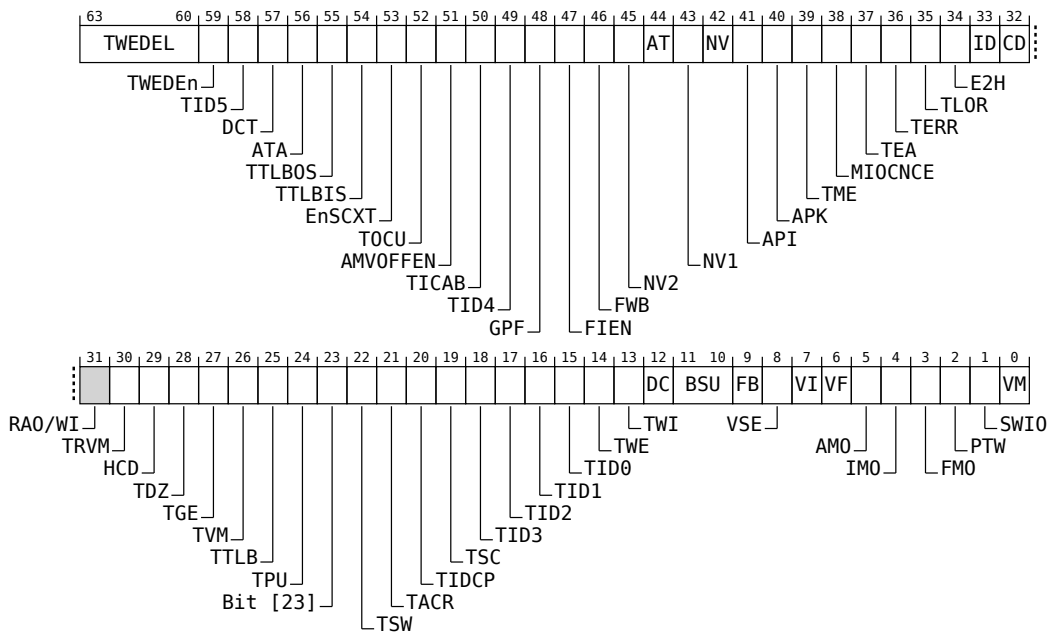 63 60 59 58 57 56 55 54 53 52 51 50 49 48 47 46 45 44 43 42 41 40 39 38 37 36 35 34 33 32
TWEDEL AT NV ID CD
TWEDEn E2H
TID5 TLOR
DCT TERR
ATA TEA
TTLBOS MIOCNCE
TTLBIS TME
EnSCXT APK
TOCU API
AMVOFFEN NV1
TICAB NV2
TID4 FWB
GPF FIEN
31 30 29 28 27 26 25 24 23 22 21 20 19 18 17 16 15 14 13 12 11 10 9 8 7 6 5 4 3 2 1 0
DC BSU FB VI VF VM
RAO/WI TWI VSE SWIO
TRVM TWE AMO PTW
HCD TID0 IMO FMO
TDZ TID1
TGE TID2
TVM TID3
TTLB TSC
TPU TIDCP
Bit [23] TACR
TSW